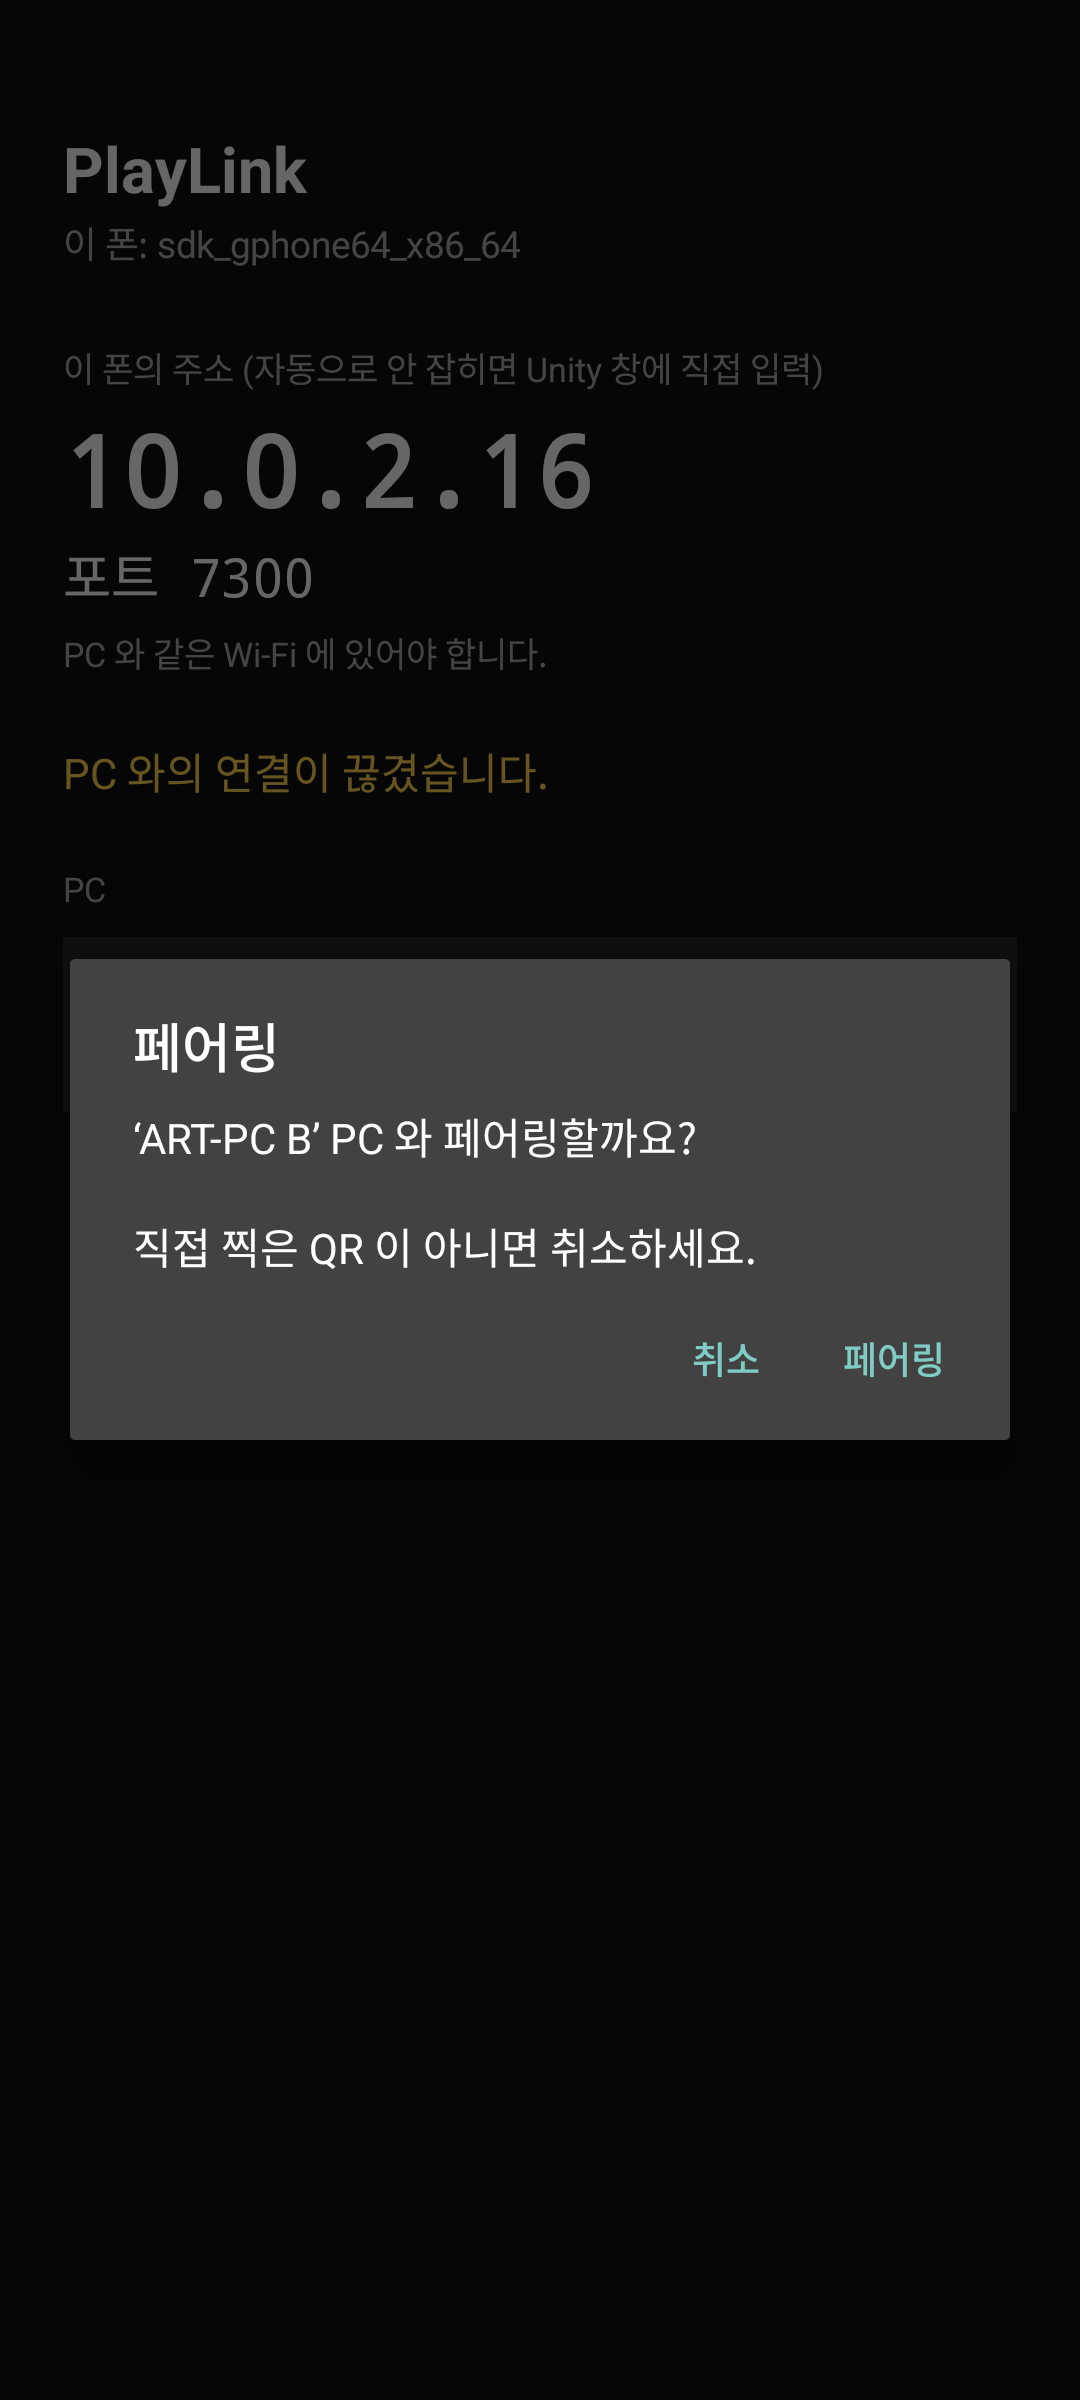 PlayLink
이 폰: sdk_gphone64_x86_64
이 폰의 주소 (자동으로 안 잡히면 Unity 창에 직접 입력)
10.0.2.16
포트 7300
PC 와 같은 Wi-Fi 에 있어야 합니다.
PC 와의 연결이 끊겼습니다.
PC
페어링
‘ART-PC B’ PC 와 페어링할까요?
직접 찍은 QR 이 아니면 취소하세요.
취소 페어링